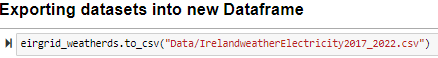 Exporting datasets into new Dataframe
eirgrid_weatherds.to_csv("Data/IrelandweatherElectricity2017_2022.csv")